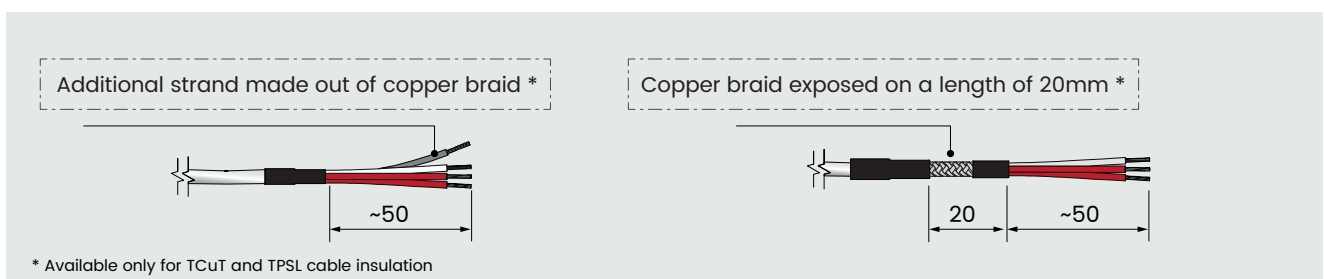 Additional strand made out of copper braid *
Copper braid exposed on a length of 20mm *
~50
20
~50
* Available only for TCuT and TPSL cable insulation